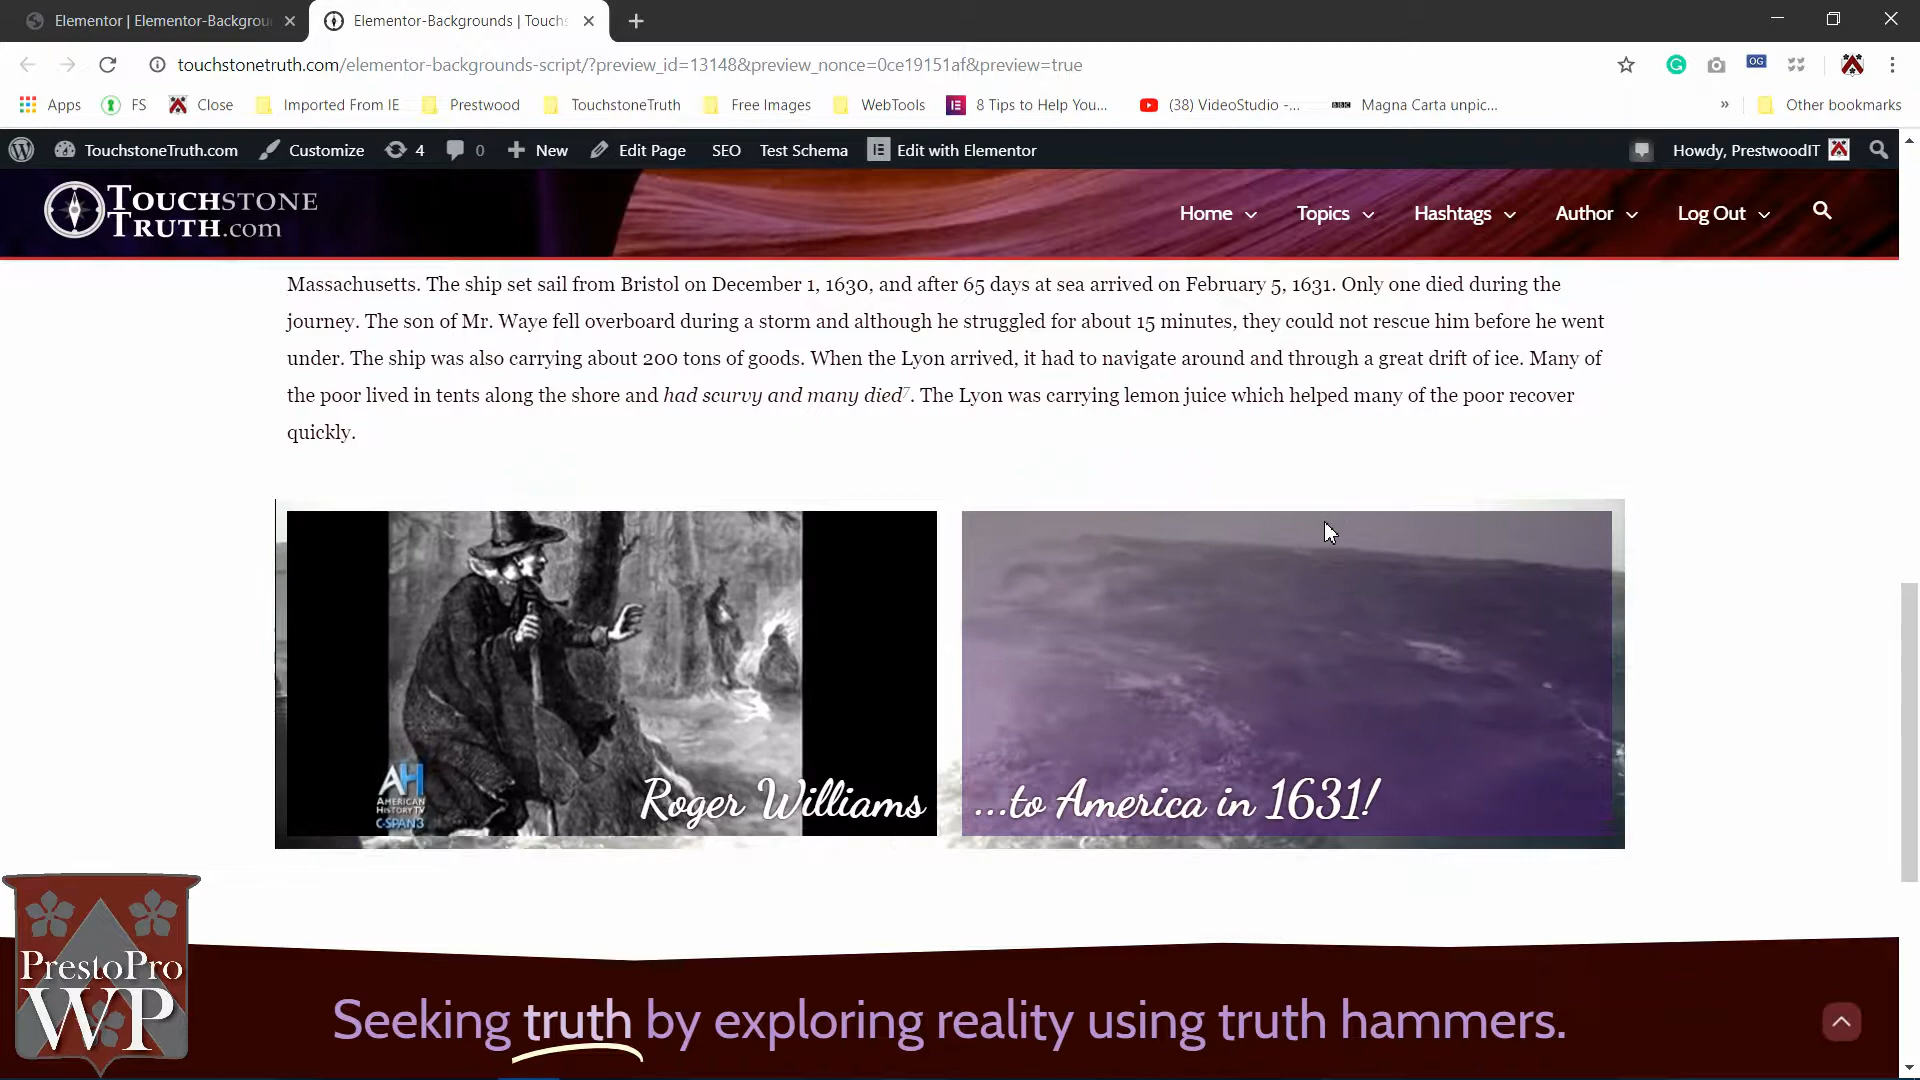 Elementor | Elementor-Backgrou
Elementor-Backgrounds | Touchs
touchstonetruth.com/elementor-backgrounds-script/?preview_id=13148&preview_nonce=0ce19151af&preview=true
OG
Apps FS Close Imported From IE Prestwood TouchstoneTruth Free Images WebTools 8 Tips to Help You... (38) VideoStudio -... BBC Magna Carta unpic... » Other bookmarks
TouchstoneTruth.com Customize 4 0 New Edit Page SEO Test Schema Edit with Elementor Howdy, PrestwoodIT
TOUCHSTONE
TRUTH.com
Home Topics Hashtags Author Log Out
Massachusetts. The ship set sail from Bristol on December 1, 1630, and after 65 days at sea arrived on February 5, 1631. Only one died during the
journey. The son of Mr. Waye fell overboard during a storm and although he struggled for about 15 minutes, they could not rescue him before he went
under. The ship was also carrying about 200 tons of goods. When the Lyon arrived, it had to navigate around and through a great drift of ice. Many of
the poor lived in tents along the shore and had scurvy and many died7. The Lyon was carrying lemon juice which helped many of the poor recover
quickly.
AH
AMERICAN
HISTORY TV
C-SPAN3
Roger Williams
...to America in 1631!
PrestoPro
WP
Seeking truth by exploring reality using truth hammers.